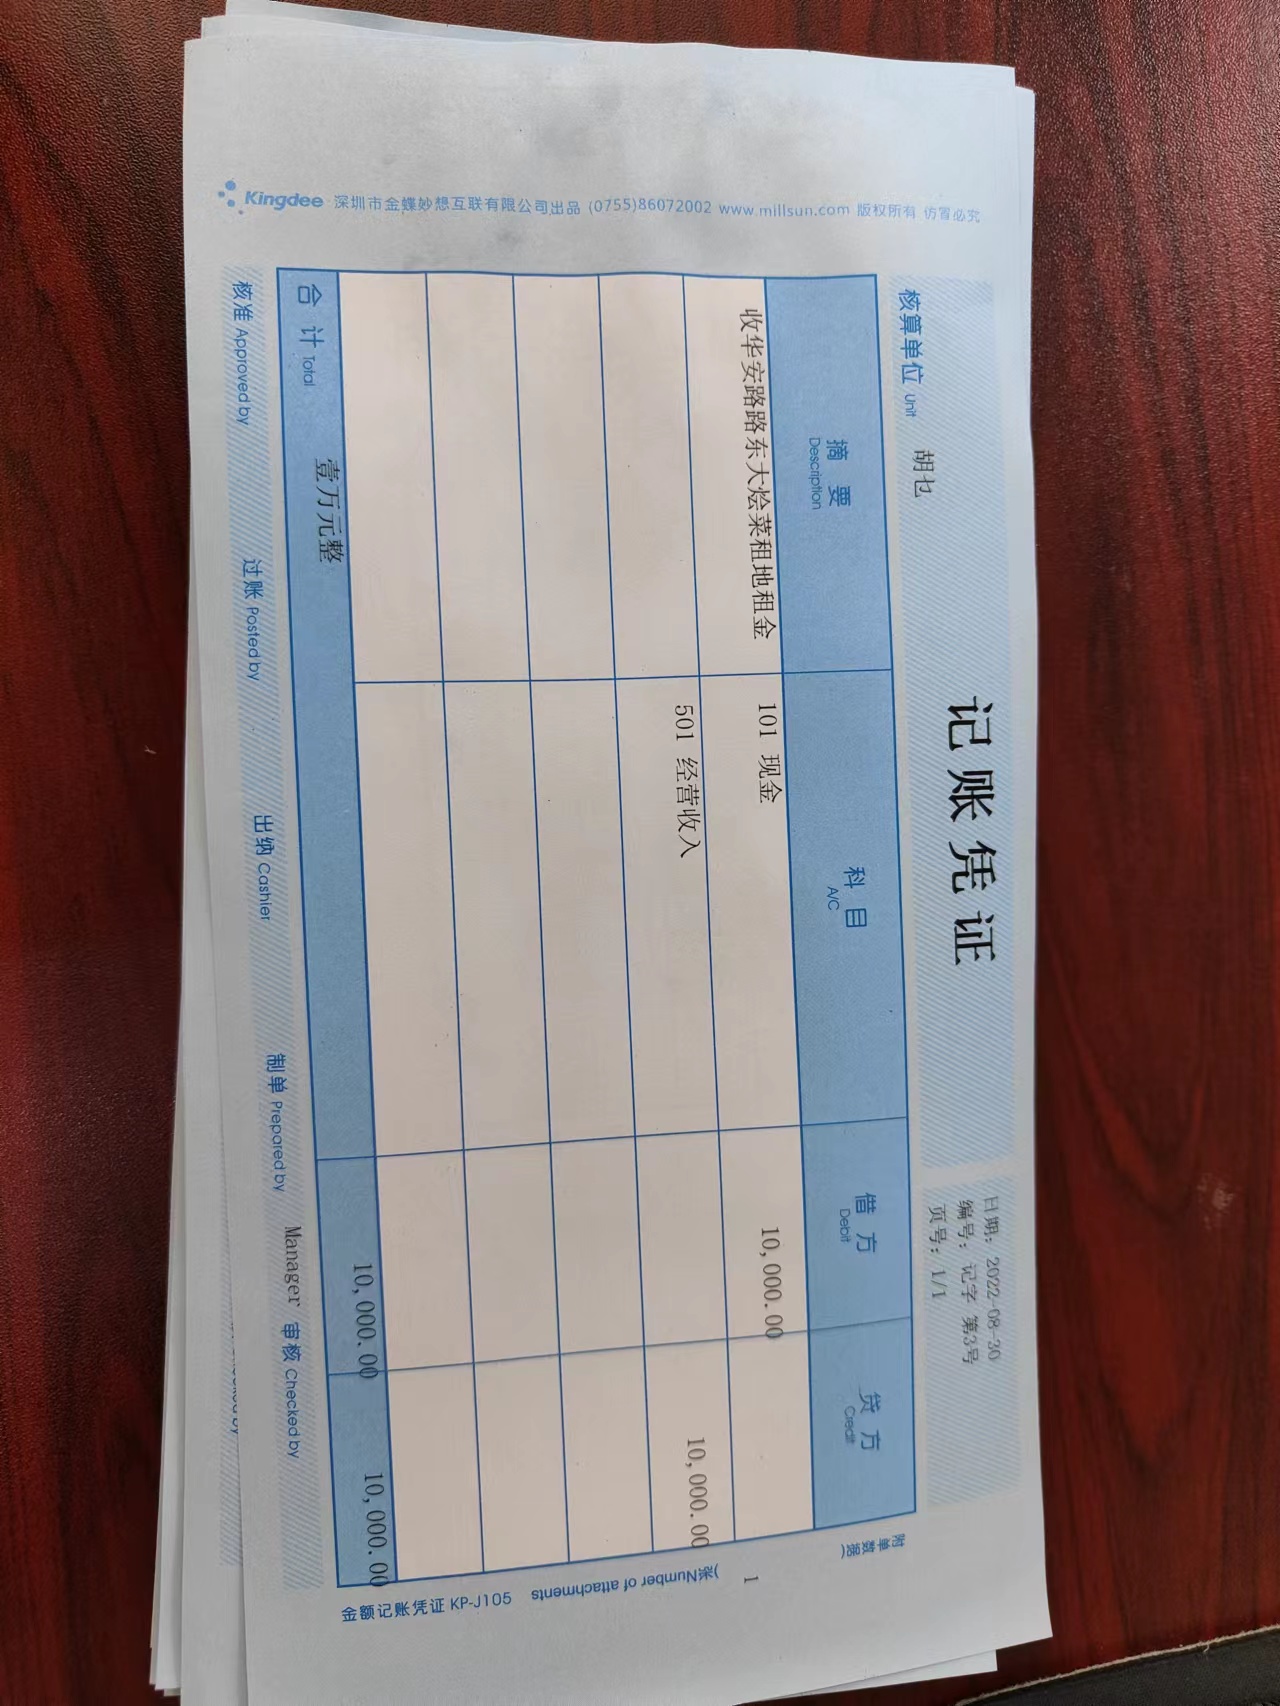 记账凭证
日期：2022-08-30
编号：记字 第3号
页号：1/1
核算单位 Unit 胡屯
摘要 Description 科目 A/C 借方 Debit 贷方 Credit
收华安路路东大烩菜租地租金 101 现金 10,000.00
501 经营收入 10,000.00
合计 Total 壹万元整 10,000.00 10,000.00
核准 Approved by 过账 Posted by 出纳 Cashier 制单 Prepared by Manager 审核 Checked by
附单数据( 1 )张Number of attachments
金额记账凭证 KP-J105
Kingdee 深圳市金蝶妙想互联有限公司出品 (0755)86072002 www.millsun.com 版权所有 仿冒必究